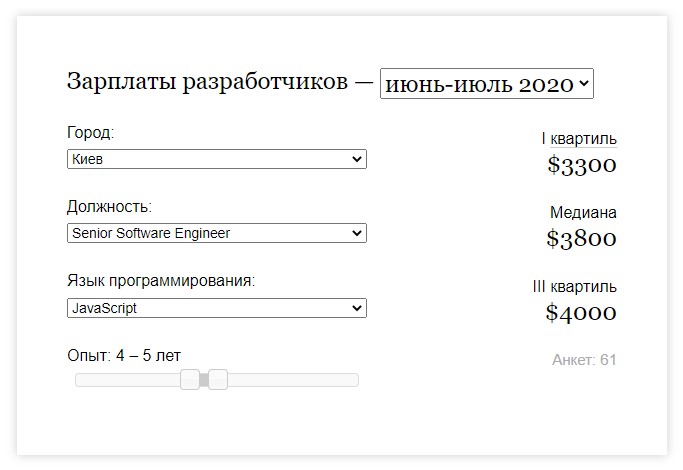 Зарплаты разработчиков — июнь-июль 2020
Город:
Киев
I квартиль
$3300
Должность:
Senior Software Engineer
Медиана
$3800
Язык программирования:
JavaScript
III квартиль
$4000
Опыт: 4 – 5 лет
Анкет: 61